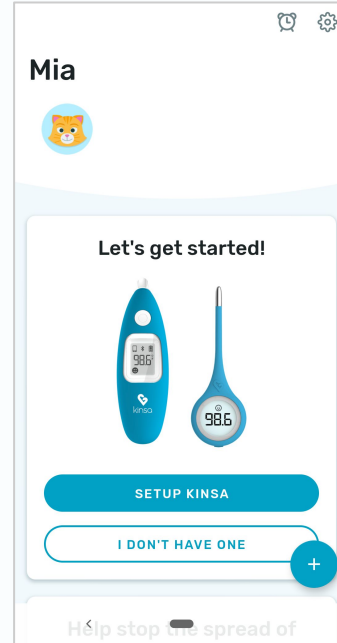 Mia
Let's get started!
98.6°
kinsa
98.6
SETUP KINSA
I DON'T HAVE ONE
+
Help stop the spread of